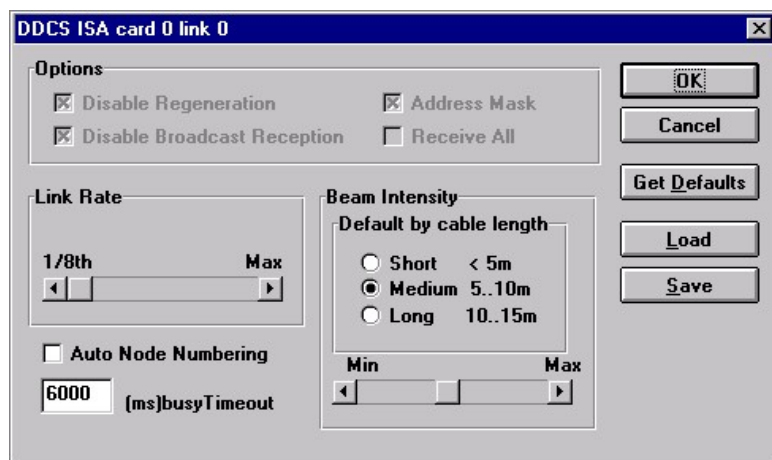 DDCS ISA card 0 link 0
Options
Disable Regeneration
Address Mask
Disable Broadcast Reception
Receive All
OK
Cancel
Get Defaults
Load
Save
Link Rate
1/8th Max
Auto Node Numbering
6000 (ms)busyTimeout
Beam Intensity
Default by cable length
Short < 5m
Medium 5..10m
Long 10..15m
Min Max